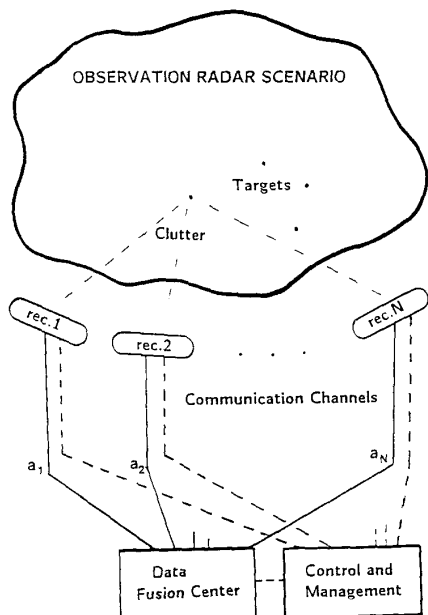 OBSERVATION RADAR SCENARIO
Targets
Clutter
rec.1
rec.2
rec.N
Communication Channels
a1
a2
aN
Data
Fusion Center
Control and
Management